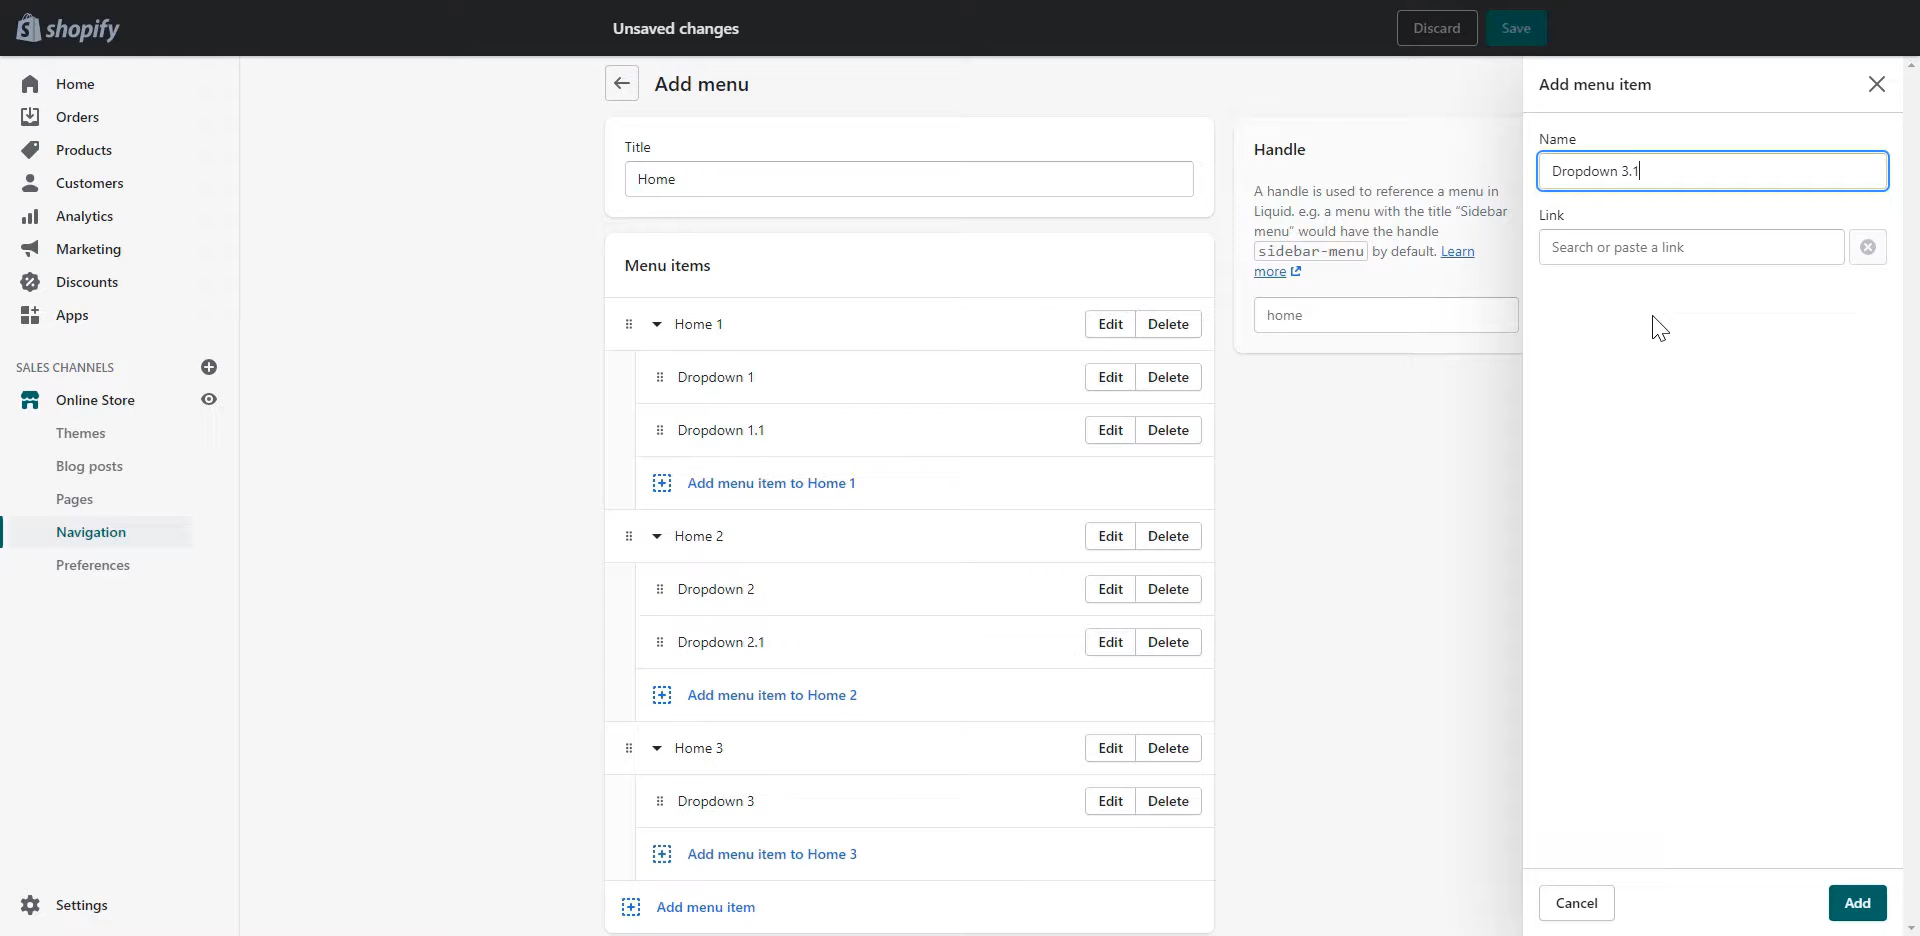 shopify
Unsaved changes
Discard
Save
Home
Orders
Products
Customers
Analytics
Marketing
Discounts
Apps
SALES CHANNELS
Online Store
Themes
Blog posts
Pages
Navigation
Preferences
Settings
Add menu
Title
Home
Menu items
Home 1
Edit
Delete
Dropdown 1
Edit
Delete
Dropdown 1.1
Edit
Delete
Add menu item to Home 1
Home 2
Edit
Delete
Dropdown 2
Edit
Delete
Dropdown 2.1
Edit
Delete
Add menu item to Home 2
Home 3
Edit
Delete
Dropdown 3
Edit
Delete
Add menu item to Home 3
Add menu item
Handle
A handle is used to reference a menu in
Liquid. e.g. a menu with the title “Sidebar
menu” would have the handle
sidebar-menu by default. Learn
more
home
Add menu item
Name
Dropdown 3.1
Link
Search or paste a link
Cancel
Add